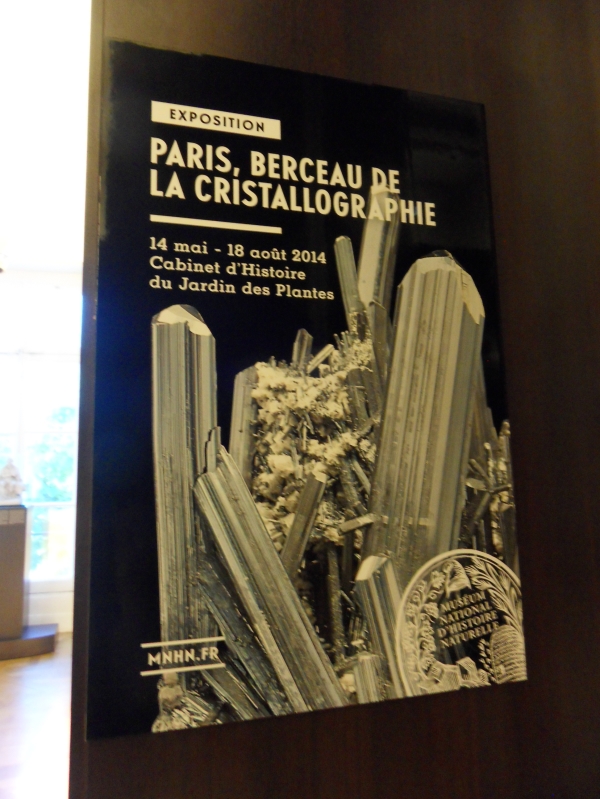 EXPOSITION
PARIS, BERCEAU DE
LA CRISTALLOGRAPHIE
14 mai - 18 août 2014
Cabinet d'Histoire
du Jardin des Plantes
MNHN.FR
MUSÉUM
NATIONAL
D'HISTOIRE
NATURELLE